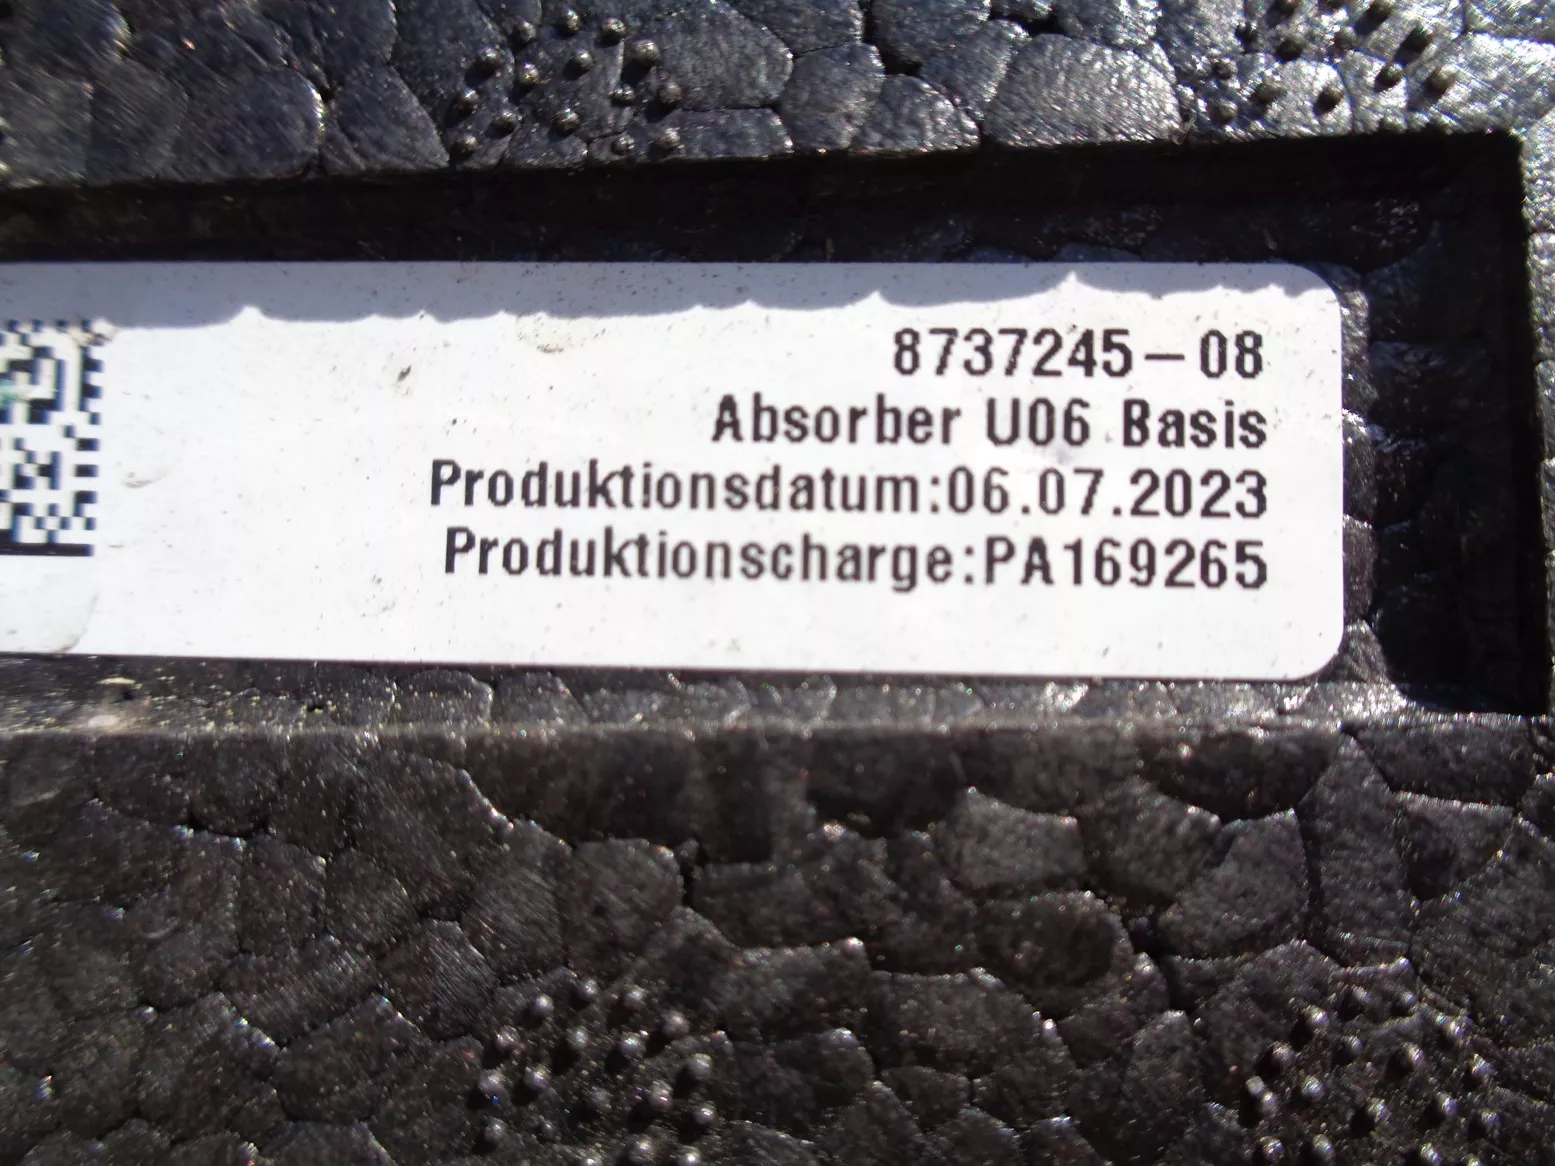 8737245-08
Absorber U06 Basis
Produktionsdatum:06.07.2023
Produktionscharge:PA169265